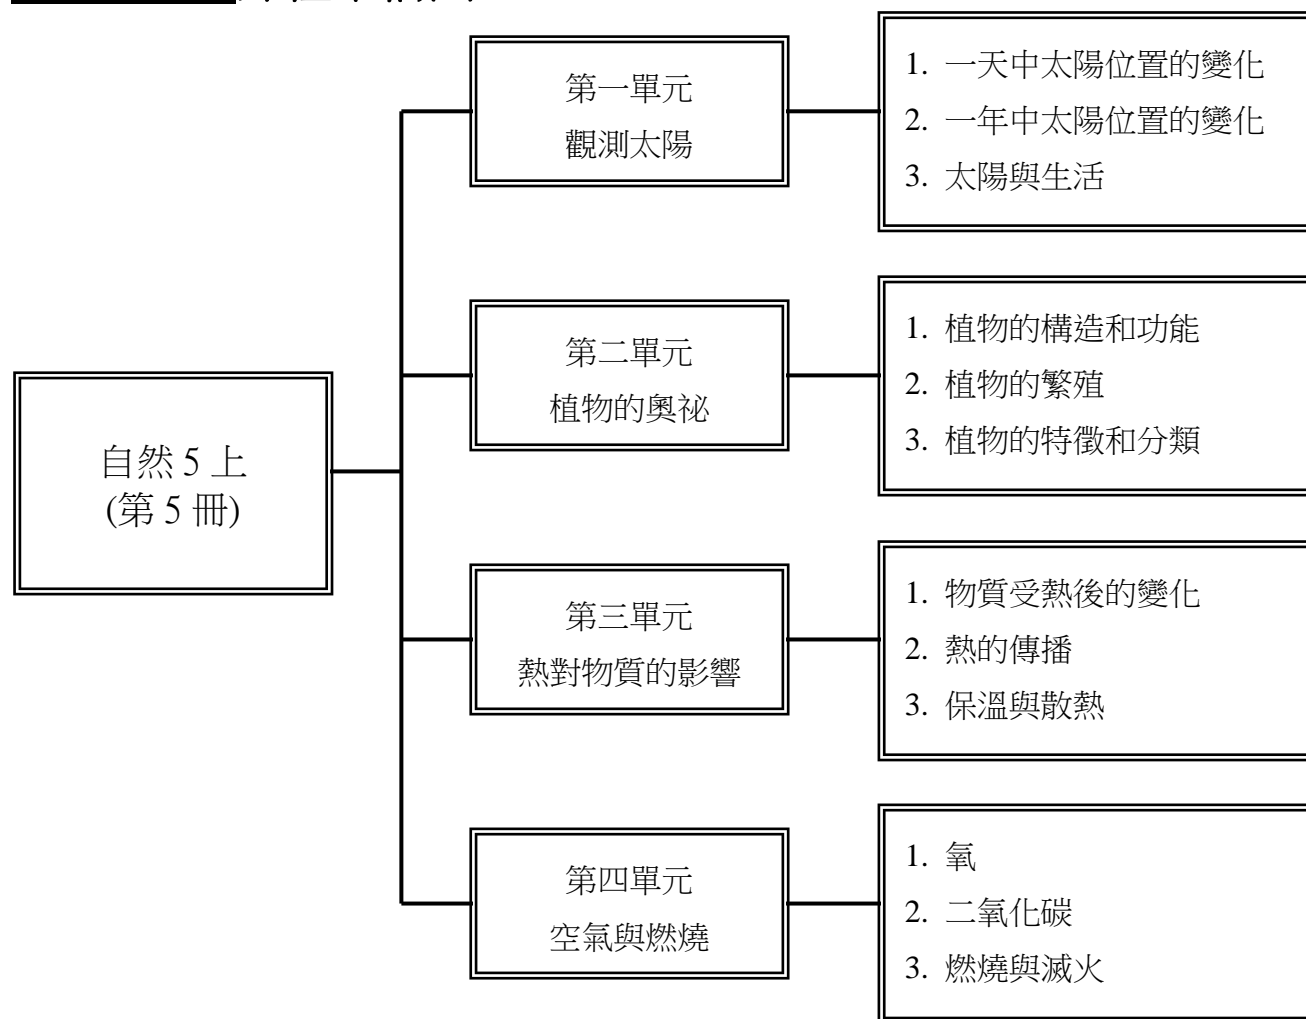 自然5上
(第5冊)
第一單元
觀測太陽
1. 一天中太陽位置的變化
2. 一年中太陽位置的變化
3. 太陽與生活
第二單元
植物的奧祕
1. 植物的構造和功能
2. 植物的繁殖
3. 植物的特徵和分類
第三單元
熱對物質的影響
1. 物質受熱後的變化
2. 熱的傳播
3. 保溫與散熱
第四單元
空氣與燃燒
1. 氧
2. 二氧化碳
3. 燃燒與滅火